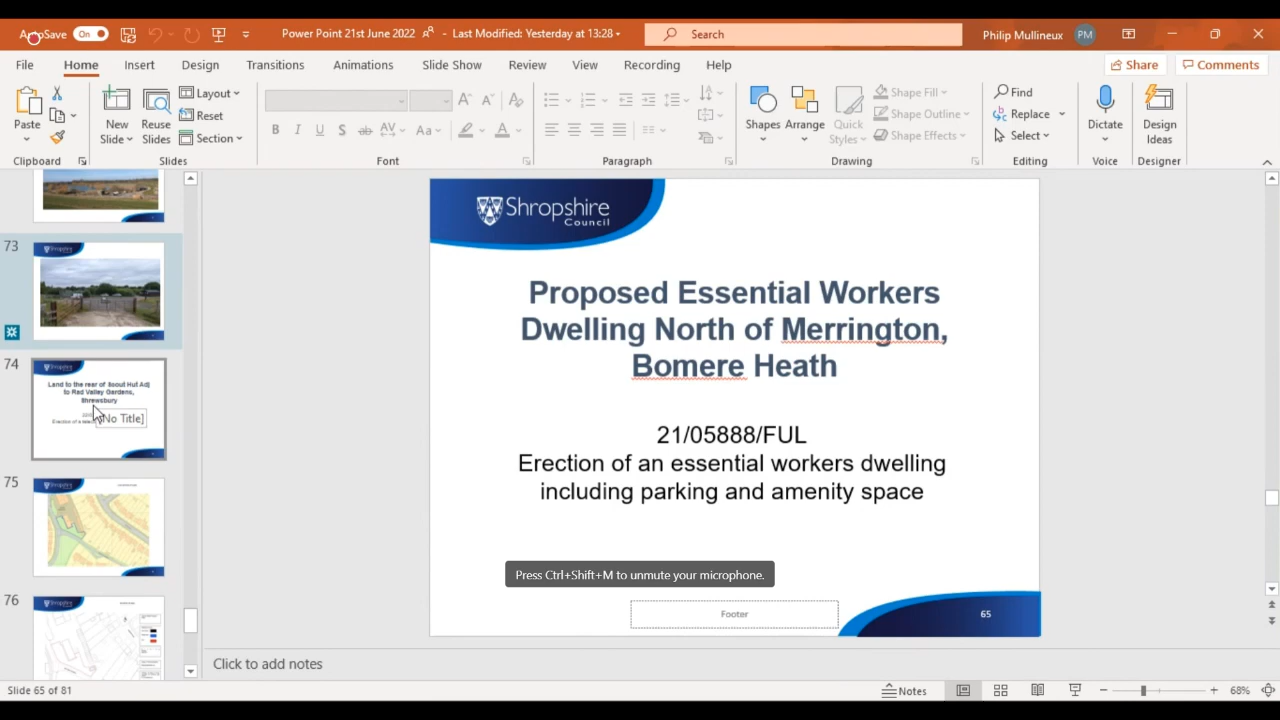 AutoSave On Power Point 21st June 2022 - Last Modified: Yesterday at 13:28 Search Philip Mullineux PM
File Home Insert Design Transitions Animations Slide Show Review View Recording Help Share Comments
Paste New Slide Reuse Slides Layout Reset Section
B I U S ab AV Aa A
Shapes Arrange Quick Styles Shape Fill Shape Outline Shape Effects
Find Replace Select Dictate Design Ideas
Clipboard Slides Font Paragraph Drawing Editing Voice Designer
73
74
Land to the rear of Scout Hut Adj
to Rad Valley Gardens,
Shrewsbury
[No Title]
75
76
Shropshire
Council
Proposed Essential Workers
Dwelling North of Merrington,
Bomere Heath
21/05888/FUL
Erection of an essential workers dwelling
including parking and amenity space
Press Ctrl+Shift+M to unmute your microphone.
Footer
65
Click to add notes
Slide 65 of 81 Notes 68%